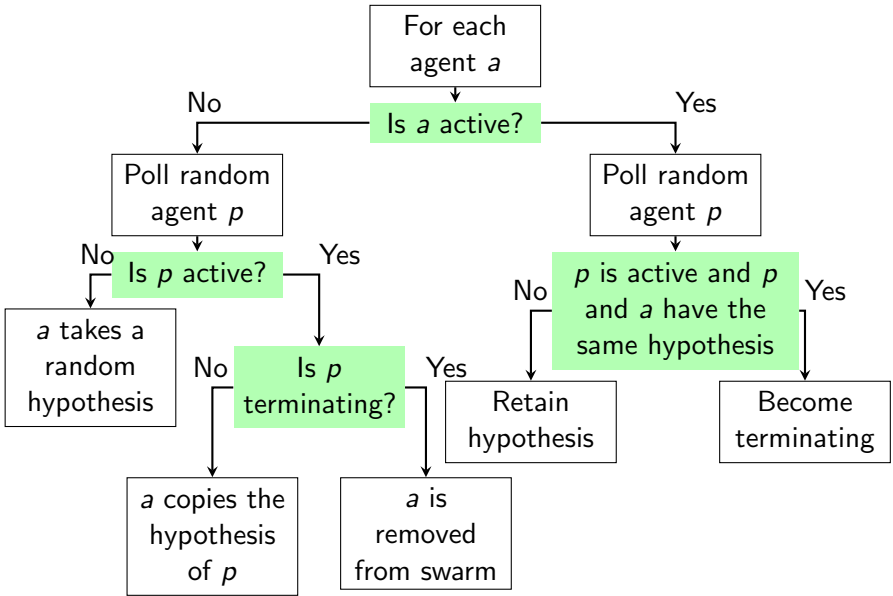 For each
agent a
No
Yes
Is a active?
Poll random
agent p
Poll random
agent p
No
Is p active?
Yes
p is active and p
and a have the
same hypothesis
No
Yes
a takes a
random
hypothesis
No
Is p
terminating?
Yes
Retain
hypothesis
Become
terminating
a copies the
hypothesis
of p
a is
removed
from swarm